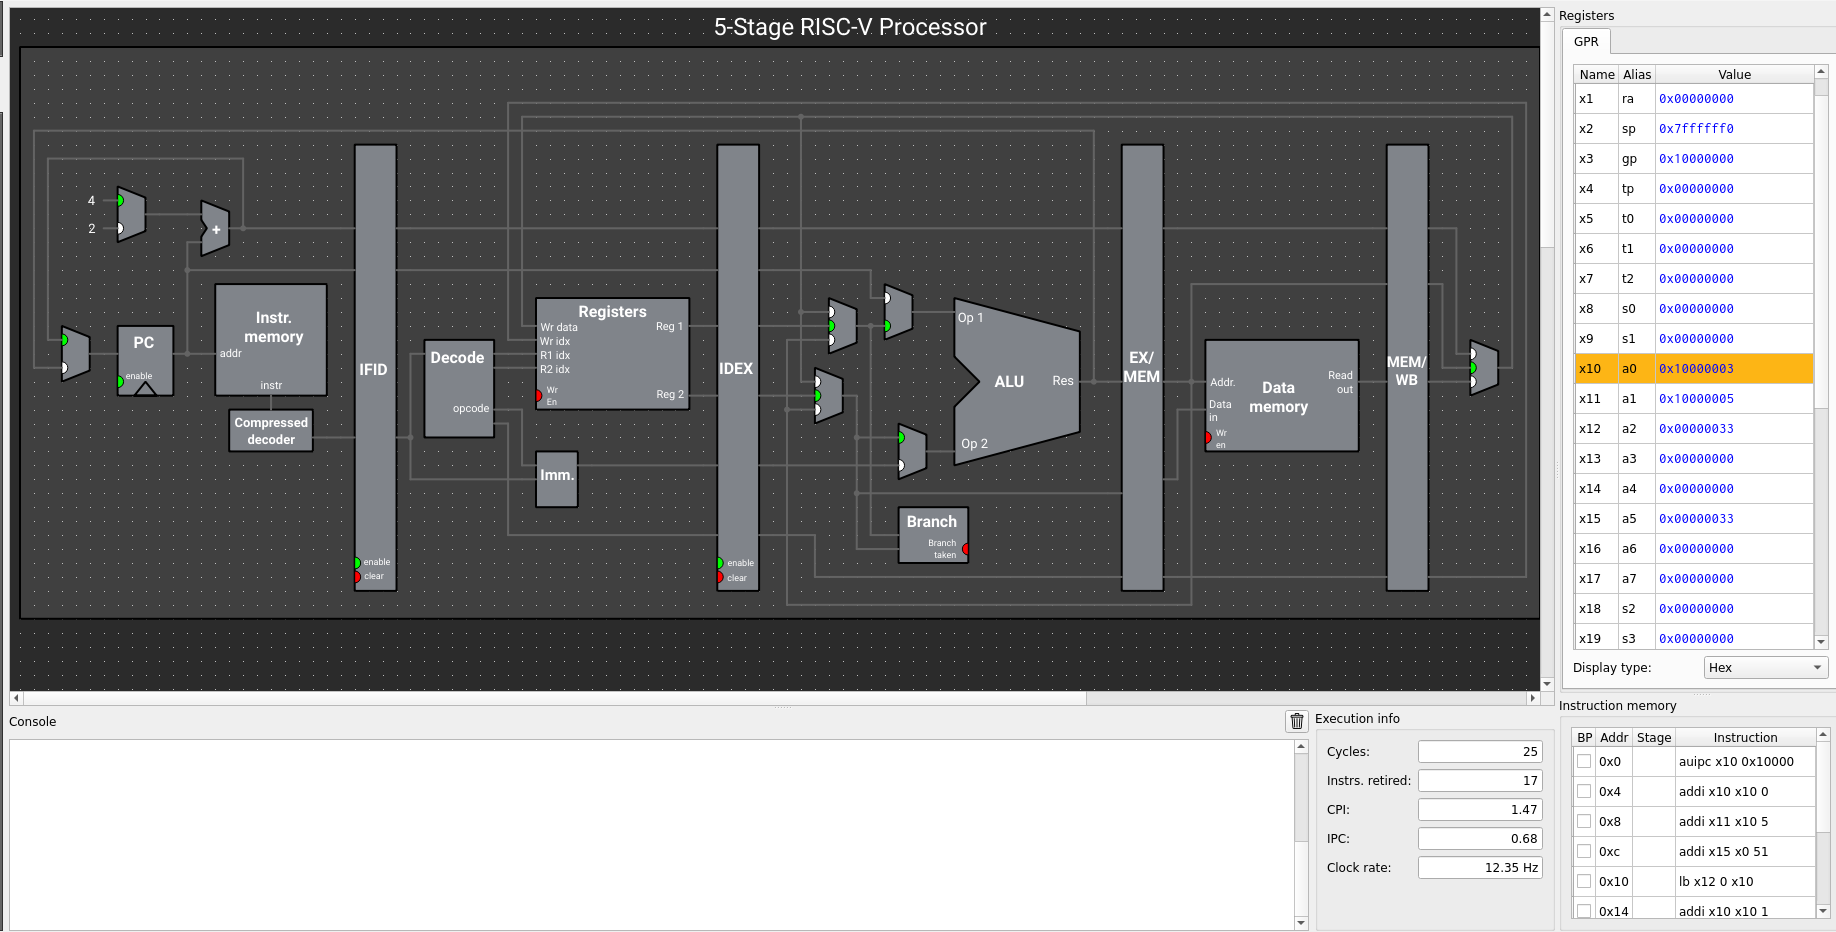 5-Stage RISC-V Processor
4
2
+
PC
enable
Instr.
memory
addr
instr
Compressed
decoder
IFID
enable
clear
Decode
opcode
Registers
Wr data
Wr idx
R1 idx
R2 idx
Wr
En
Reg 1
Reg 2
Imm.
IDEX
enable
clear
Op 1
ALU
Res
Op 2
Branch
Branch
taken
EX/
MEM
Addr.
Data
in
Wr
en
Data
memory
Read
out
MEM/
WB
Registers
GPR
Name Alias Value
x1 ra 0x00000000
x2 sp 0x7ffffff0
x3 gp 0x10000000
x4 tp 0x00000000
x5 t0 0x00000000
x6 t1 0x00000000
x7 t2 0x00000000
x8 s0 0x00000000
x9 s1 0x00000000
x10 a0 0x10000003
x11 a1 0x10000005
x12 a2 0x00000033
x13 a3 0x00000000
x14 a4 0x00000000
x15 a5 0x00000033
x16 a6 0x00000000
x17 a7 0x00000000
x18 s2 0x00000000
x19 s3 0x00000000
Display type: Hex
Console
Execution info
Cycles: 25
Instrs. retired: 17
CPI: 1.47
IPC: 0.68
Clock rate: 12.35 Hz
Instruction memory
BP Addr Stage Instruction
0x0 auipc x10 0x10000
0x4 addi x10 x10 0
0x8 addi x11 x10 5
0xc addi x15 x0 51
0x10 lb x12 0 x10
0x14 addi x10 x10 1